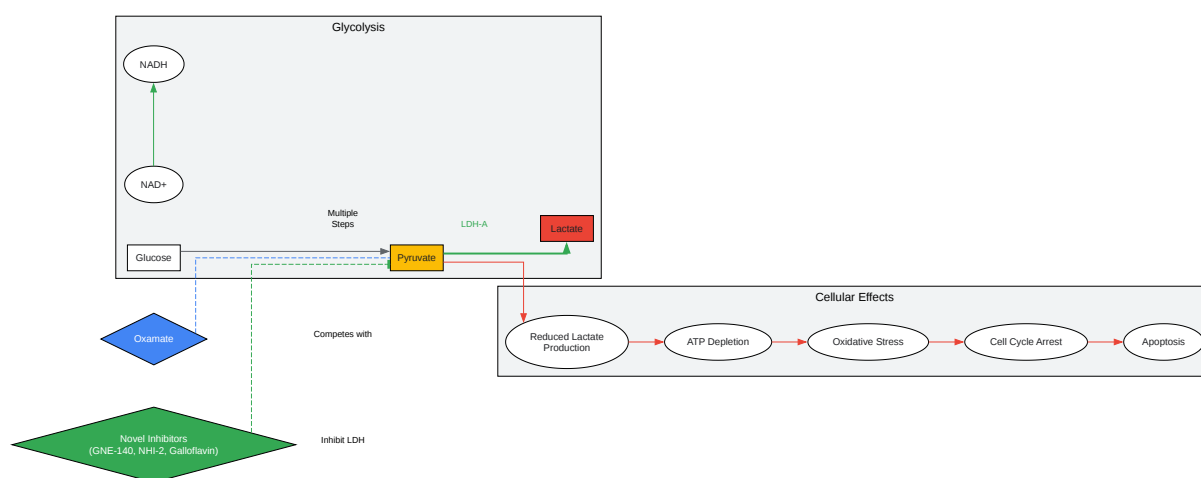 Glycolysis
NADH
NAD+
Multiple
Steps
LDH-A
Lactate
Glucose
Pyruvate
Cellular Effects
Oxamate
Competes with
Reduced Lactate
Production
ATP Depletion
Oxidative Stress
Cell Cycle Arrest
Apoptosis
Novel Inhibitors
(GNE-140, NHI-2, Galloflavin)
Inhibit LDH